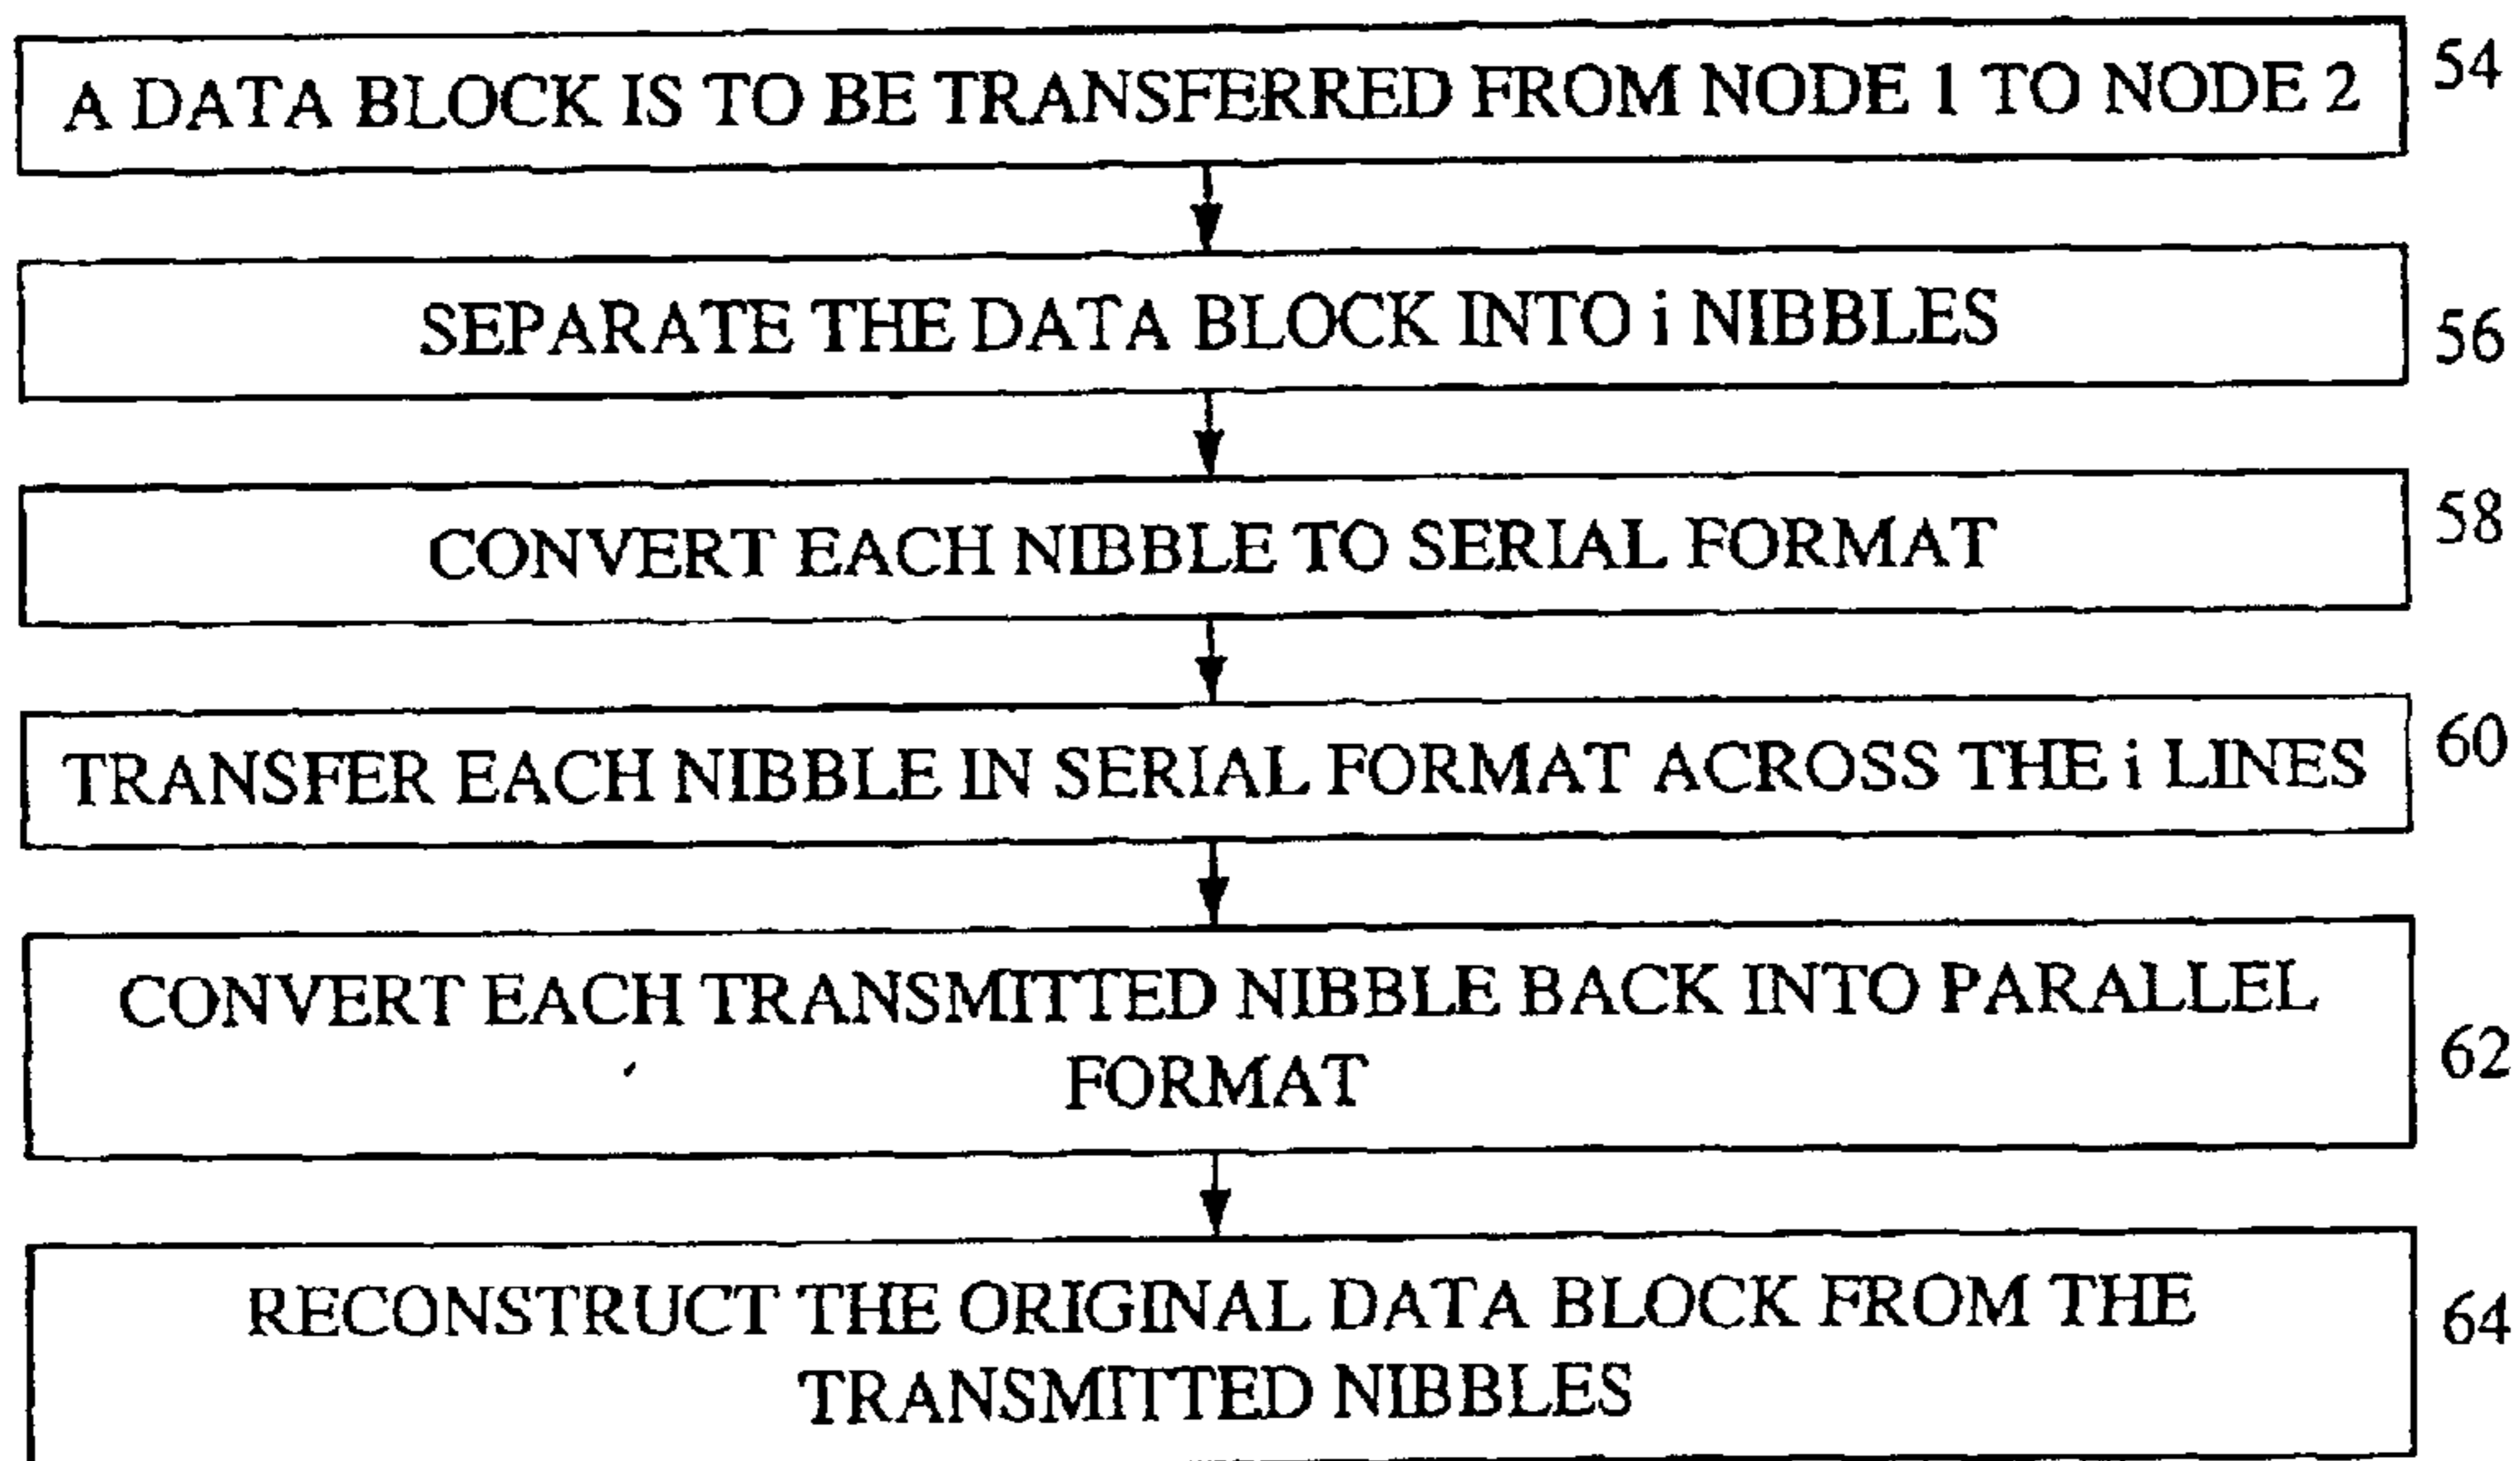 A DATA BLOCK IS TO BE TRANSFERRED FROM NODE 1 TO NODE 2 54
SEPARATE THE DATA BLOCK INTO i NIBBLES 56
CONVERT EACH NIBBLE TO SERIAL FORMAT 58
TRANSFER EACH NIBBLE IN SERIAL FORMAT ACROSS THE i LINES 60
CONVERT EACH TRANSMITTED NIBBLE BACK INTO PARALLEL
FORMAT 62
RECONSTRUCT THE ORIGINAL DATA BLOCK FROM THE 64
TRANSMITTED NIBBLES